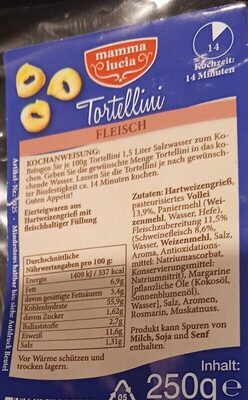 mamma
lucia
14
Kochzeit:
14 Minuten
Tortellini
FLEISCH
KOCHANWEISUNG:
Bringen Sie je 100g Tortellini 1,5 Liter Salzwasser zum Ko-
chen. Geben Sie die gewünschte Menge Tortellini in das ko-
chende Wasser. Lassen Sie die Tortellini je nach gewünsch-
ter Bissfestigkeit ca. 14 Minuten kochen.
Guten Appetit!
Hartweigwaren aus
Hartweizengrieß mit
fleischhaltiger Füllung
Durchschnittliche
Nährwertangaben pro 100 g:
Energie 1409 kJ / 337 kcal
Fett 6,9g
davon gesättigte Fettsäuren 3,4g
Kohlenhydrate 55,9g
davon Zucker 1,62g
Ballaststoffe 2,7g
Eiweiß 11,6g
Salz 1,31g
Vor Wärme schützen und
trocken lagern.
Zutaten: Hartweizengrieß,
pasteurisiertes Vollei
13,9%, Paniermehl (Wei-
zenmehl, Wasser, Hefe),
Fleischzubereitung 11,5%
(Schweinefleisch 8,6%,
Wasser, Weizenmehl, Salz,
Aroma, Antioxidations-
mittel: Natriumascorbat,
Konservierungsmittel:
Natriumnitrit), Margarine
[pflanzliche Öle (Kokosöl,
Sonnenblumenöl),
Wasser], Salz, Aromen,
Rosmarin, Muskatnuss.
Produkt kann Spuren von
Milch, Soja und Senf
enthalten.
Inhalt:
250g e
05